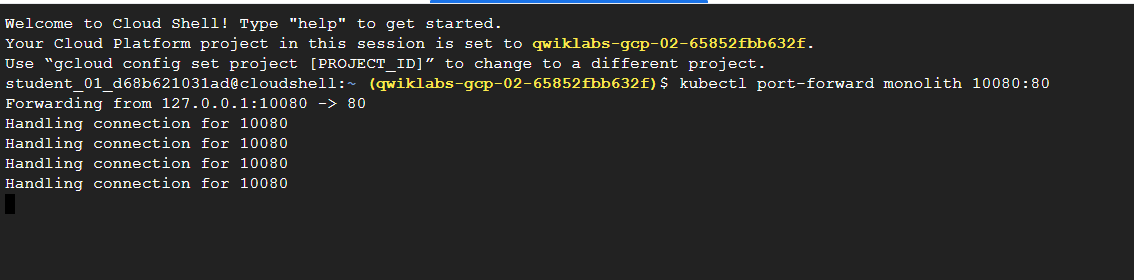 Welcome to Cloud Shell! Type "help" to get started.
Your Cloud Platform project in this session is set to qwiklabs-gcp-02-65852fbb632f.
Use “gcloud config set project [PROJECT_ID]” to change to a different project.
student_01_d68b621031ad@cloudshell:~ (qwiklabs-gcp-02-65852fbb632f)$ kubectl port-forward monolith 10080:80
Forwarding from 127.0.0.1:10080 -> 80
Handling connection for 10080
Handling connection for 10080
Handling connection for 10080
Handling connection for 10080